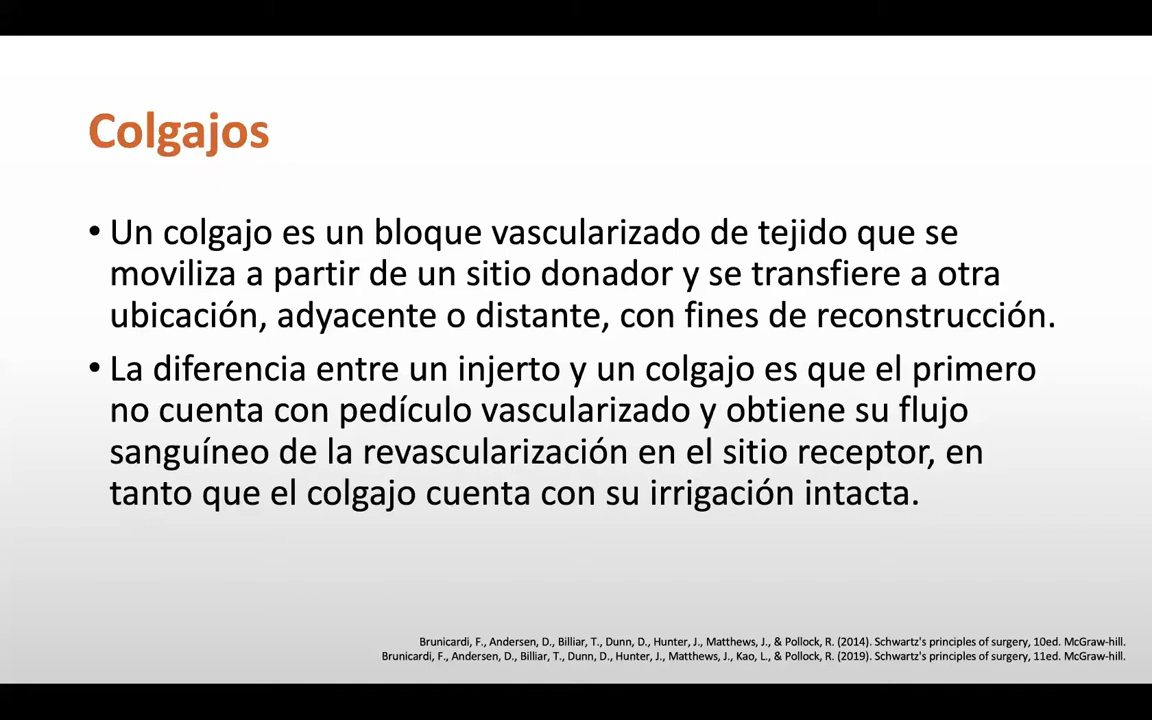 Colgajos
• Un colgajo es un bloque vascularizado de tejido que se
moviliza a partir de un sitio donador y se transfiere a otra
ubicación, adyacente o distante, con fines de reconstrucción.
• La diferencia entre un injerto y un colgajo es que el primero
no cuenta con pedículo vascularizado y obtiene su flujo
sanguíneo de la revascularización en el sitio receptor, en
tanto que el colgajo cuenta con su irrigación intacta.
Brunicardi, F., Andersen, D., Billiar, T., Dunn, D., Hunter, J., Matthews, J., & Pollock, R. (2014). Schwartz's principles of surgery, 10ed. McGraw-hill.
Brunicardi, F., Andersen, D., Billiar, T., Dunn, D., Hunter, J., Matthews, J., Kao, L., & Pollock, R. (2019). Schwartz's principles of surgery, 11ed. McGraw-hill.